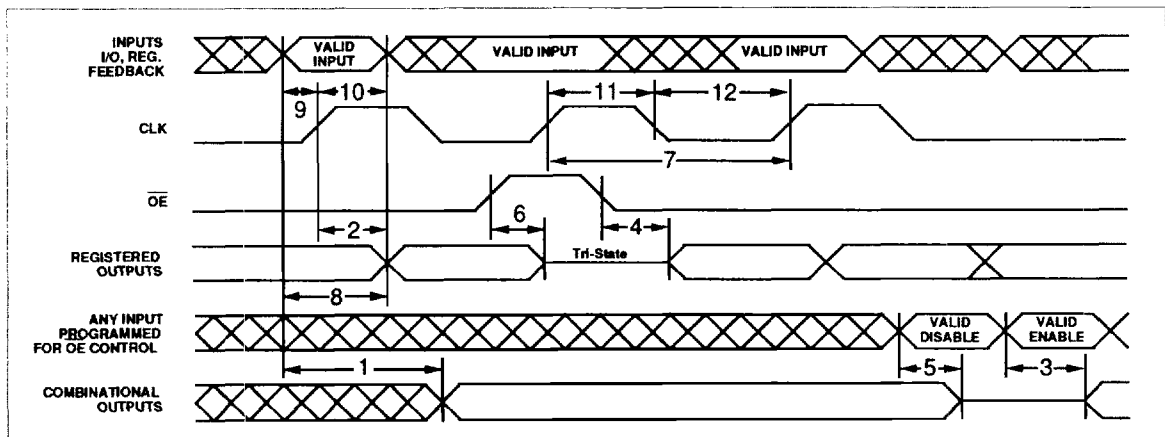 INPUTS
I/O, REG.
FEEDBACK
VALID
INPUT
VALID INPUT
VALID INPUT
9
10
11
12
CLK
7
OE
6
4
2
REGISTERED
OUTPUTS
Tri-State
8
ANY INPUT
PROGRAMMED
FOR OE CONTROL
VALID
DISABLE
VALID
ENABLE
1
5
3
COMBINATIONAL
OUTPUTS